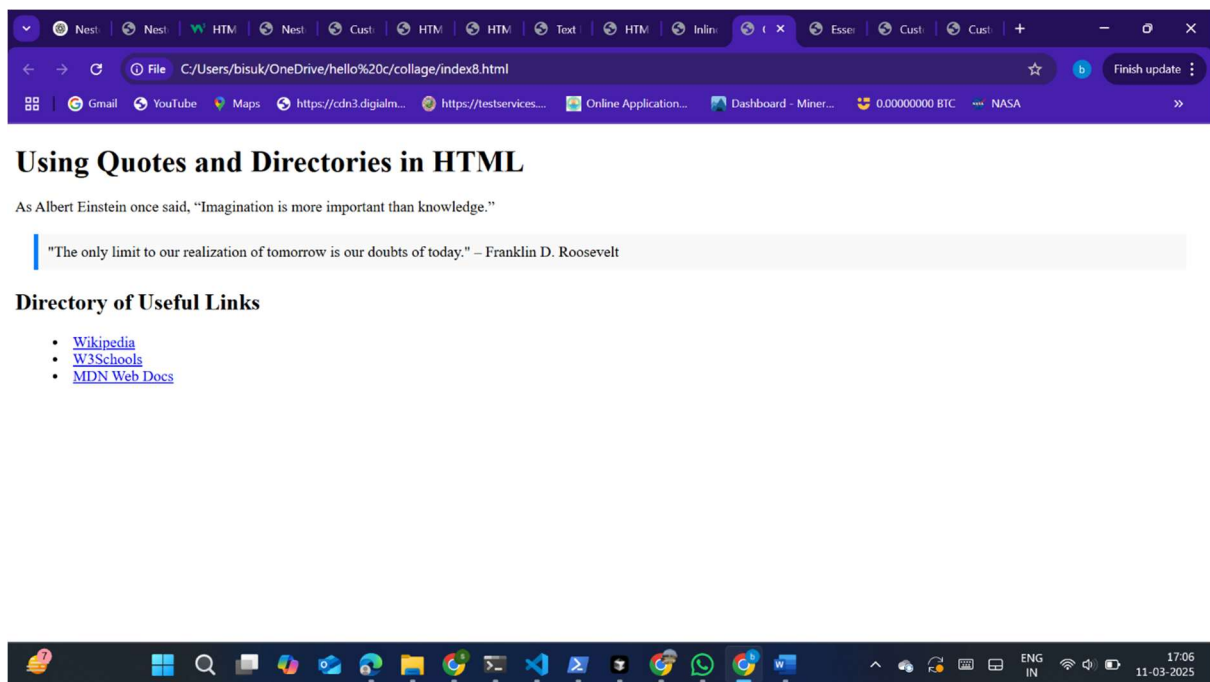 Nest
Nest
HTM
Nest
Cust
HTM
HTM
Text
HTM
Inline
(
Esse
Cust
Cust
File C:/Users/bisuk/OneDrive/hello%20c/collage/index8.html
b
Finish update
Gmail YouTube Maps https://cdn3.digialm... https://testservices.... Online Application... Dashboard - Miner... 0.00000000 BTC NASA »
Using Quotes and Directories in HTML
As Albert Einstein once said, “Imagination is more important than knowledge.”
"The only limit to our realization of tomorrow is our doubts of today." – Franklin D. Roosevelt
Directory of Useful Links
• Wikipedia
• W3Schools
• MDN Web Docs
7
ENG
IN
17:06
11-03-2025